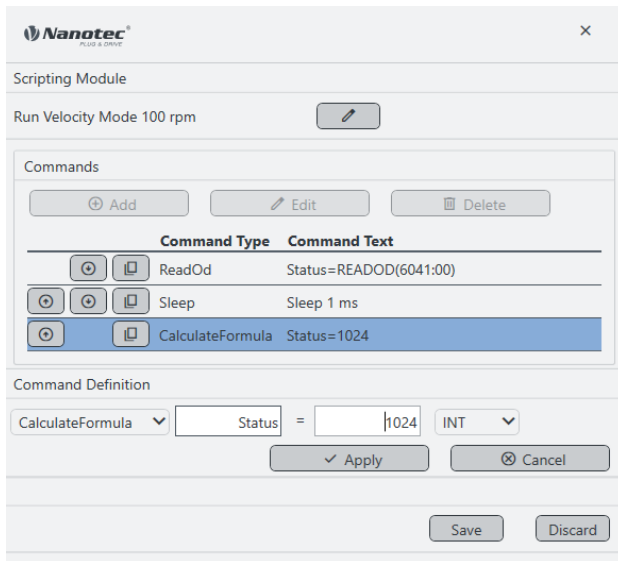 Nanotec®
PLUG & DRIVE
Scripting Module
Run Velocity Mode 100 rpm
Commands
Add Edit Delete
Command Type Command Text
ReadOd Status=READOD(6041:00)
Sleep Sleep 1 ms
CalculateFormula Status=1024
Command Definition
CalculateFormula Status = 1024 INT
Apply Cancel
Save Discard